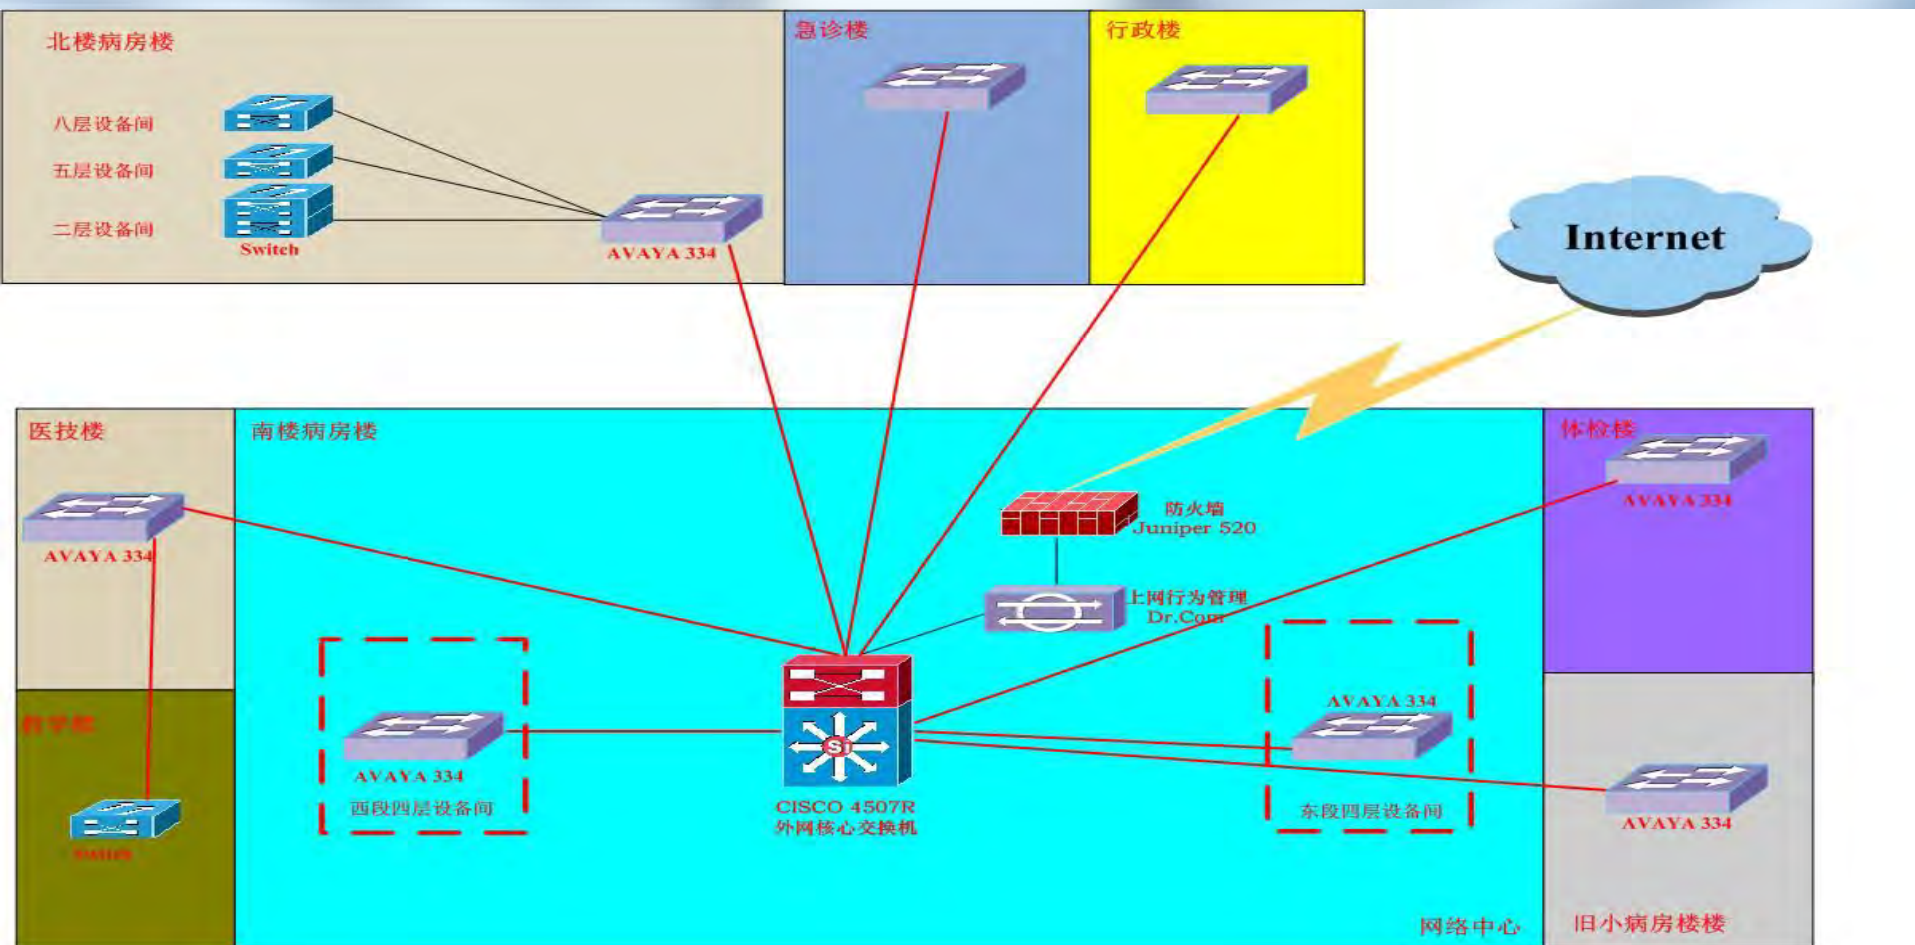 北楼病房楼
急诊楼
行政楼
八层设备间
五层设备间
二层设备间
Switch
AVAYA 334
Internet
医技楼
南楼病房楼
体检楼
AVAYA 334
防火墙
Juniper 520
AVAYA 334
上网行为管理
Dr.Com
教学楼
AVAYA 334
西段四层设备间
CISCO 4507R
外网核心交换机
AVAYA 334
东段四层设备间
AVAYA 334
Switch
网络中心
旧小病房楼楼